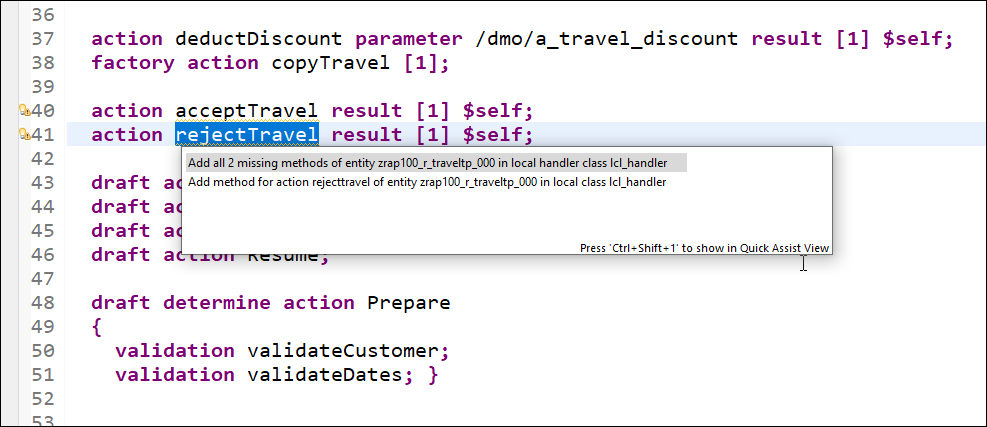 36
37 action deductDiscount parameter /dmo/a_travel_discount result [1] $self;
38 factory action copyTravel [1];
39
40 action acceptTravel result [1] $self;
41 action rejectTravel result [1] $self;
42
Add all 2 missing methods of entity zrap100_r_traveltp_000 in local handler class lcl_handler
Add method for action rejecttravel of entity zrap100_r_traveltp_000 in local class lcl_handler
Press 'Ctrl+Shift+1' to show in Quick Assist View
43 draft ac
44 draft ac
45 draft ac
46 draft action Resume;
47
48 draft determine action Prepare
49 {
50 validation validateCustomer;
51 validation validateDates; }
52
53